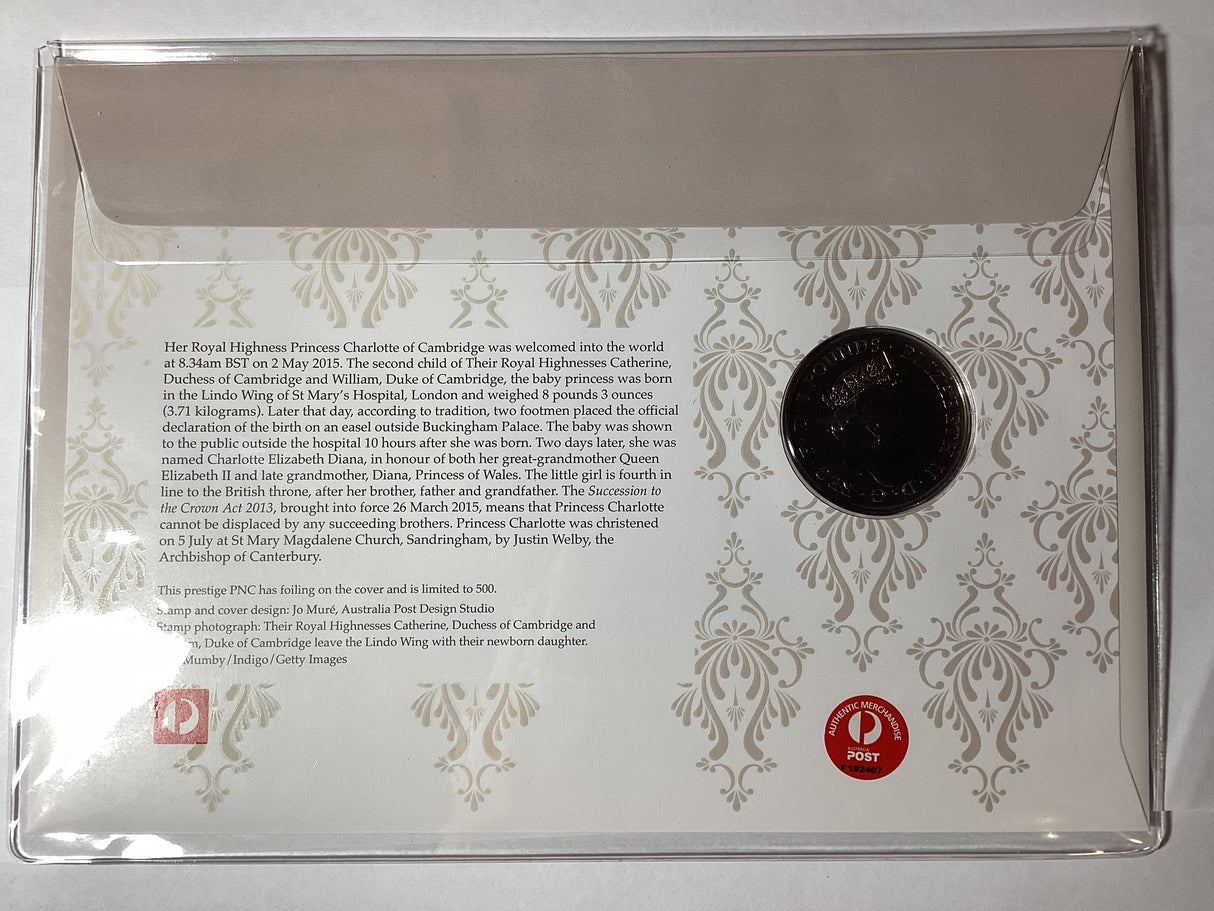 Her Royal Highness Princess Charlotte of Cambridge was welcomed into the world
at 8.34am BST on 2 May 2015. The second child of Their Royal Highnesses Catherine,
Duchess of Cambridge and William, Duke of Cambridge, the baby princess was born
in the Lindo Wing of St Mary's Hospital, London and weighed 8 pounds 3 ounces
(3.71 kilograms). Later that day, according to tradition, two footmen placed the official
declaration of the birth on an easel outside Buckingham Palace. The baby was shown
to the public outside the hospital 10 hours after she was born. Two days later, she was
named Charlotte Elizabeth Diana, in honour of both her great-grandmother Queen
Elizabeth II and late grandmother, Diana, Princess of Wales. The little girl is fourth in
line to the British throne, after her brother, father and grandfather. The Succession to
the Crown Act 2013, brought into force 26 March 2015, means that Princess Charlotte
cannot be displaced by any succeeding brothers. Princess Charlotte was christened
on 5 July at St Mary Magdalene Church, Sandringham, by Justin Welby, the
Archbishop of Canterbury.
This prestige PNC has foiling on the cover and is limited to 500.
Stamp and cover design: Jo Muré, Australia Post Design Studio
Stamp photograph: Their Royal Highnesses Catherine, Duchess of Cambridge and
Duke of Cambridge leave the Lindo Wing with their newborn daughter.
Mumby/Indigo/Getty Images
POUNDS ELIZABETH II D G
AUTHENTIC MERCHANDISE
AUSTRALIA
POST